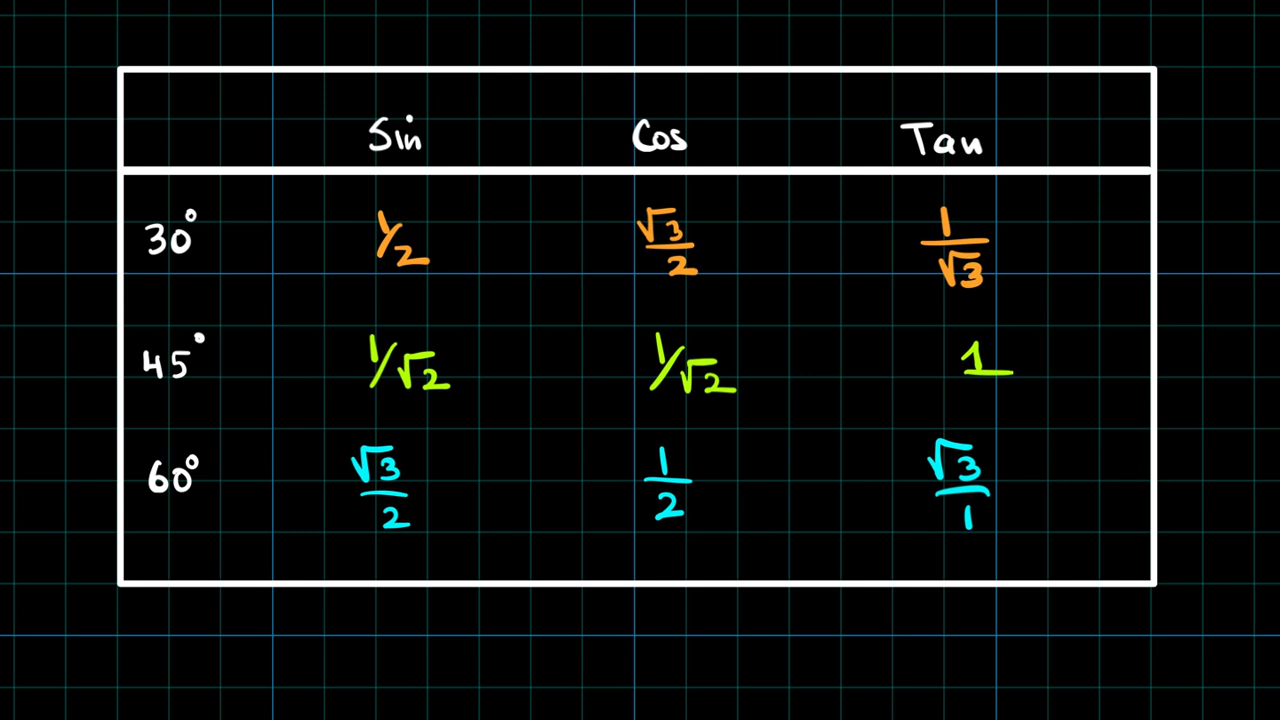 Sin Cos Tan
30° 1/2 √3/2 1/√3
45° 1/√2 1/√2 1
60° √3/2 1/2 √3/1